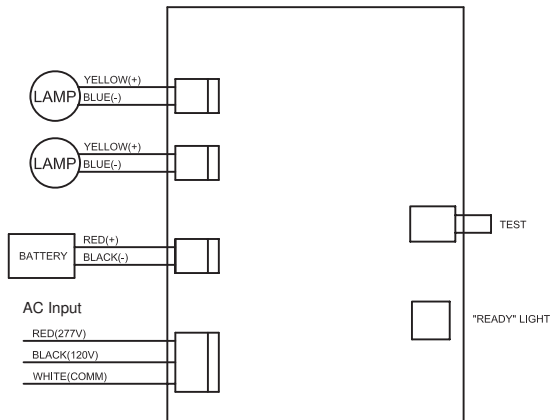 LAMP
YELLOW(+)
BLUE(-)
LAMP
YELLOW(+)
BLUE(-)
BATTERY
RED(+)
BLACK(-)
TEST
AC Input
"READY" LIGHT
RED(277V)
BLACK(120V)
WHITE(COMM)